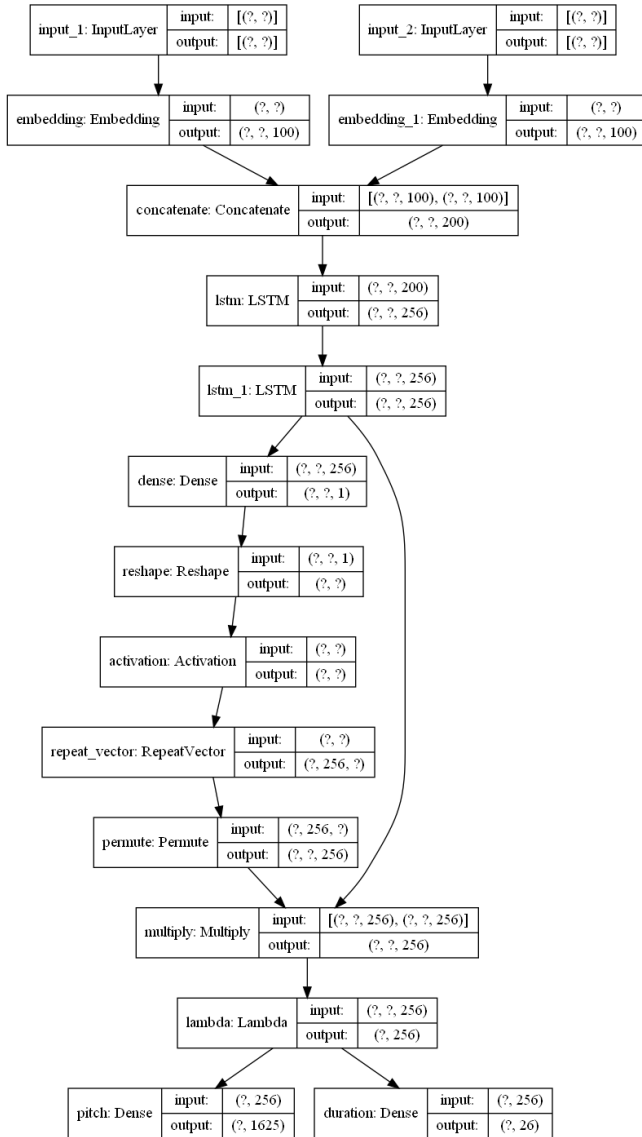 input_1: InputLayer input: [(?, ?)] output: [(?, ?)]
input_2: InputLayer input: [(?, ?)] output: [(?, ?)]
embedding: Embedding input: (?, ?) output: (?, ?, 100)
embedding_1: Embedding input: (?, ?) output: (?, ?, 100)
concatenate: Concatenate input: [(?, ?, 100), (?, ?, 100)] output: (?, ?, 200)
lstm: LSTM input: (?, ?, 200) output: (?, ?, 256)
lstm_1: LSTM input: (?, ?, 256) output: (?, ?, 256)
dense: Dense input: (?, ?, 256) output: (?, ?, 1)
reshape: Reshape input: (?, ?, 1) output: (?, ?)
activation: Activation input: (?, ?) output: (?, ?)
repeat_vector: RepeatVector input: (?, ?) output: (?, 256, ?)
permute: Permute input: (?, 256, ?) output: (?, ?, 256)
multiply: Multiply input: [(?, ?, 256), (?, ?, 256)] output: (?, ?, 256)
lambda: Lambda input: (?, ?, 256) output: (?, 256)
pitch: Dense input: (?, 256) output: (?, 1625)
duration: Dense input: (?, 256) output: (?, 26)